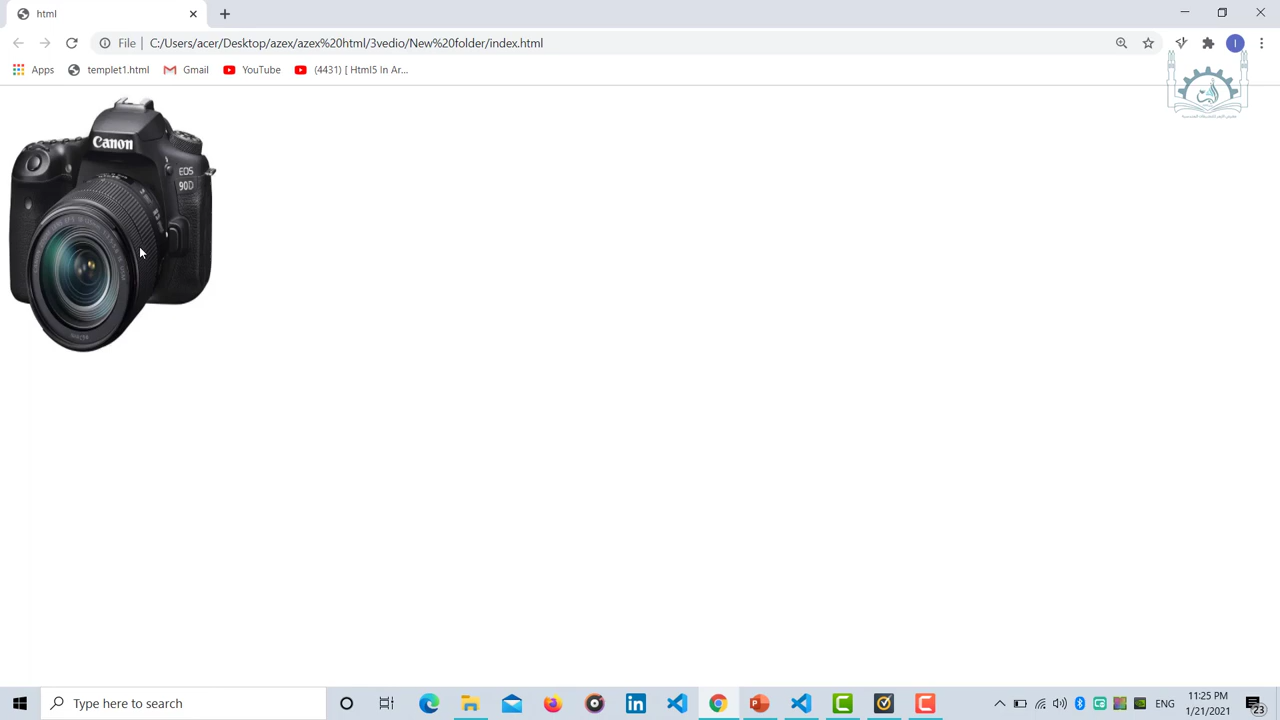 html
File
C:/Users/acer/Desktop/azex/azex%20html/3vedio/New%20folder/index.html
Apps
templet1.html
Gmail
YouTube
(4431) [ Html5 In Ar...
Canon
EOS
90D
Type here to search
ENG
11:25 PM
1/21/2021
23